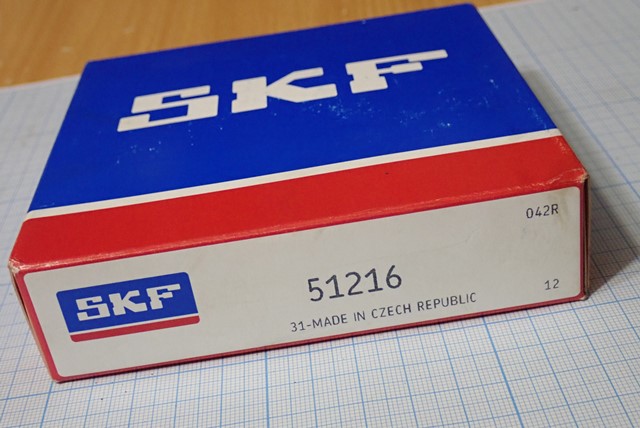 SKF
042R
SKF
51216
12
31-MADE IN CZECH REPUBLIC